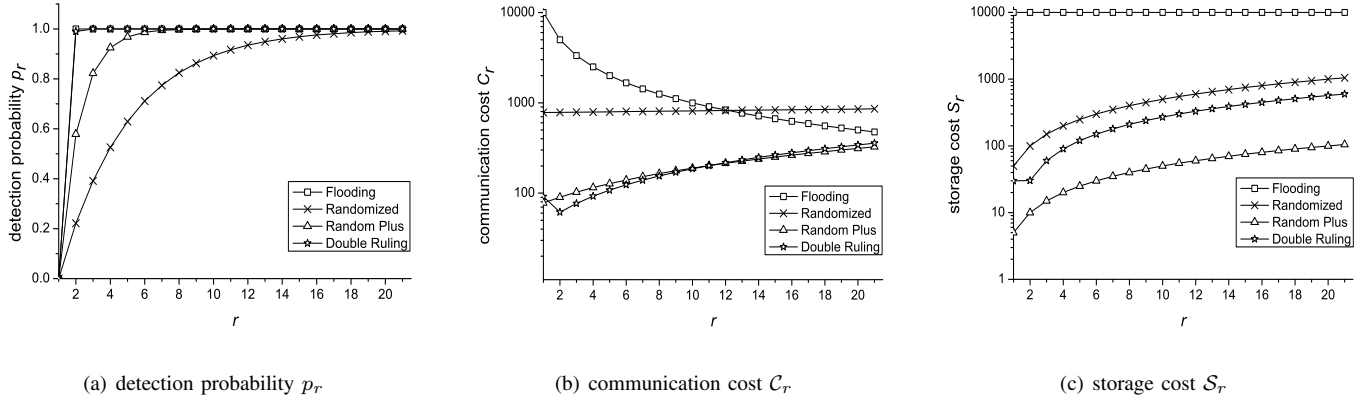 detection probability p_r
1.0
0.8
0.6
0.4
0.2
0.0
Flooding
Randomized
Random Plus
Double Ruling
2 4 6 8 10 12 14 16 18 20
r
(a) detection probability p_r
communication cost C_r
10000
1000
100
Flooding
Randomized
Random Plus
Double Ruling
2 4 6 8 10 12 14 16 18 20
r
(b) communication cost C_r
storage cost S_r
10000
1000
100
10
1
Flooding
Randomized
Random Plus
Double Ruling
2 4 6 8 10 12 14 16 18 20
r
(c) storage cost S_r